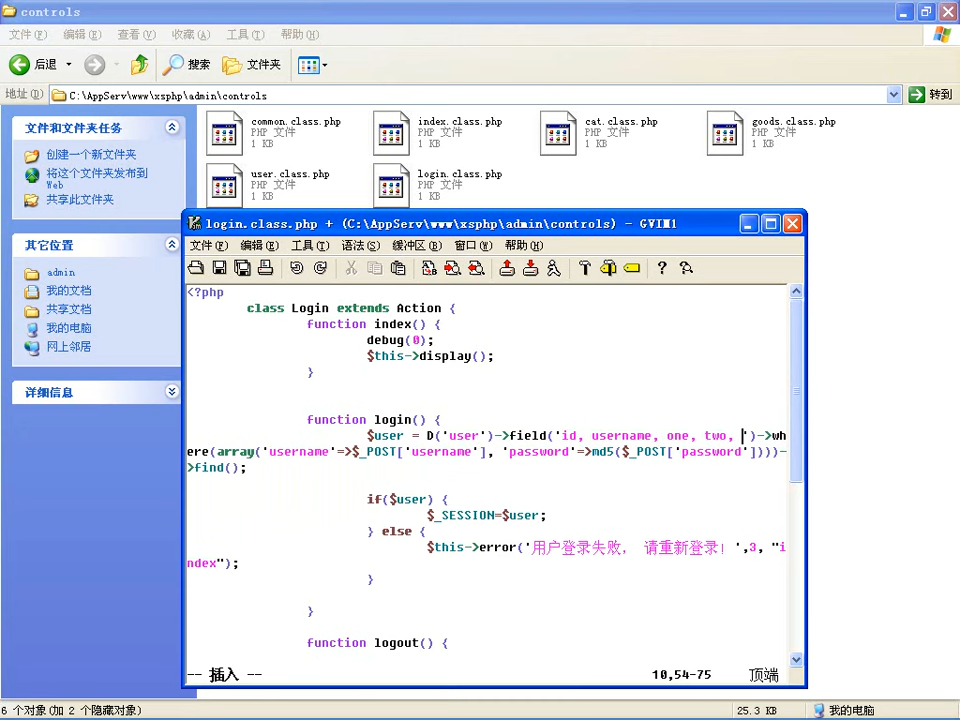 controls
文件(F) 编辑(E) 查看(V) 收藏(A) 工具(T) 帮助(H)
后退 搜索 文件夹
地址(D) C:\AppServ\www\xsphp\admin\controls 转到
文件和文件夹任务
创建一个新文件夹
将这个文件夹发布到
Web
共享此文件夹
其它位置
admin
我的文档
共享文档
我的电脑
网上邻居
详细信息
common.class.php
PHP 文件
1 KB
index.class.php
PHP 文件
1 KB
cat.class.php
PHP 文件
1 KB
goods.class.php
PHP 文件
1 KB
user.class.php
PHP 文件
1 KB
login.class.php
PHP 文件
1 KB
login.class.php + (C:\AppServ\www\xsphp\admin\controls) - GVIM1
文件(F) 编辑(E) 工具(T) 语法(S) 缓冲区(B) 窗口(W) 帮助(H)
<?php
class Login extends Action {
function index() {
debug(0);
$this->display();
}
function login() {
$user = D('user')->field('id, username, one, two, ')->wh
ere(array('username'=>$_POST['username'], 'password'=>md5($_POST['password'])))-
>find();
if($user) {
$_SESSION=$user;
} else {
$this->error('用户登录失败, 请重新登录!',3, "i
ndex");
}
}
function logout() {
-- 插入 -- 10,54-75 顶端
6 个对象(加 2 个隐藏对象) 25.3 KB 我的电脑